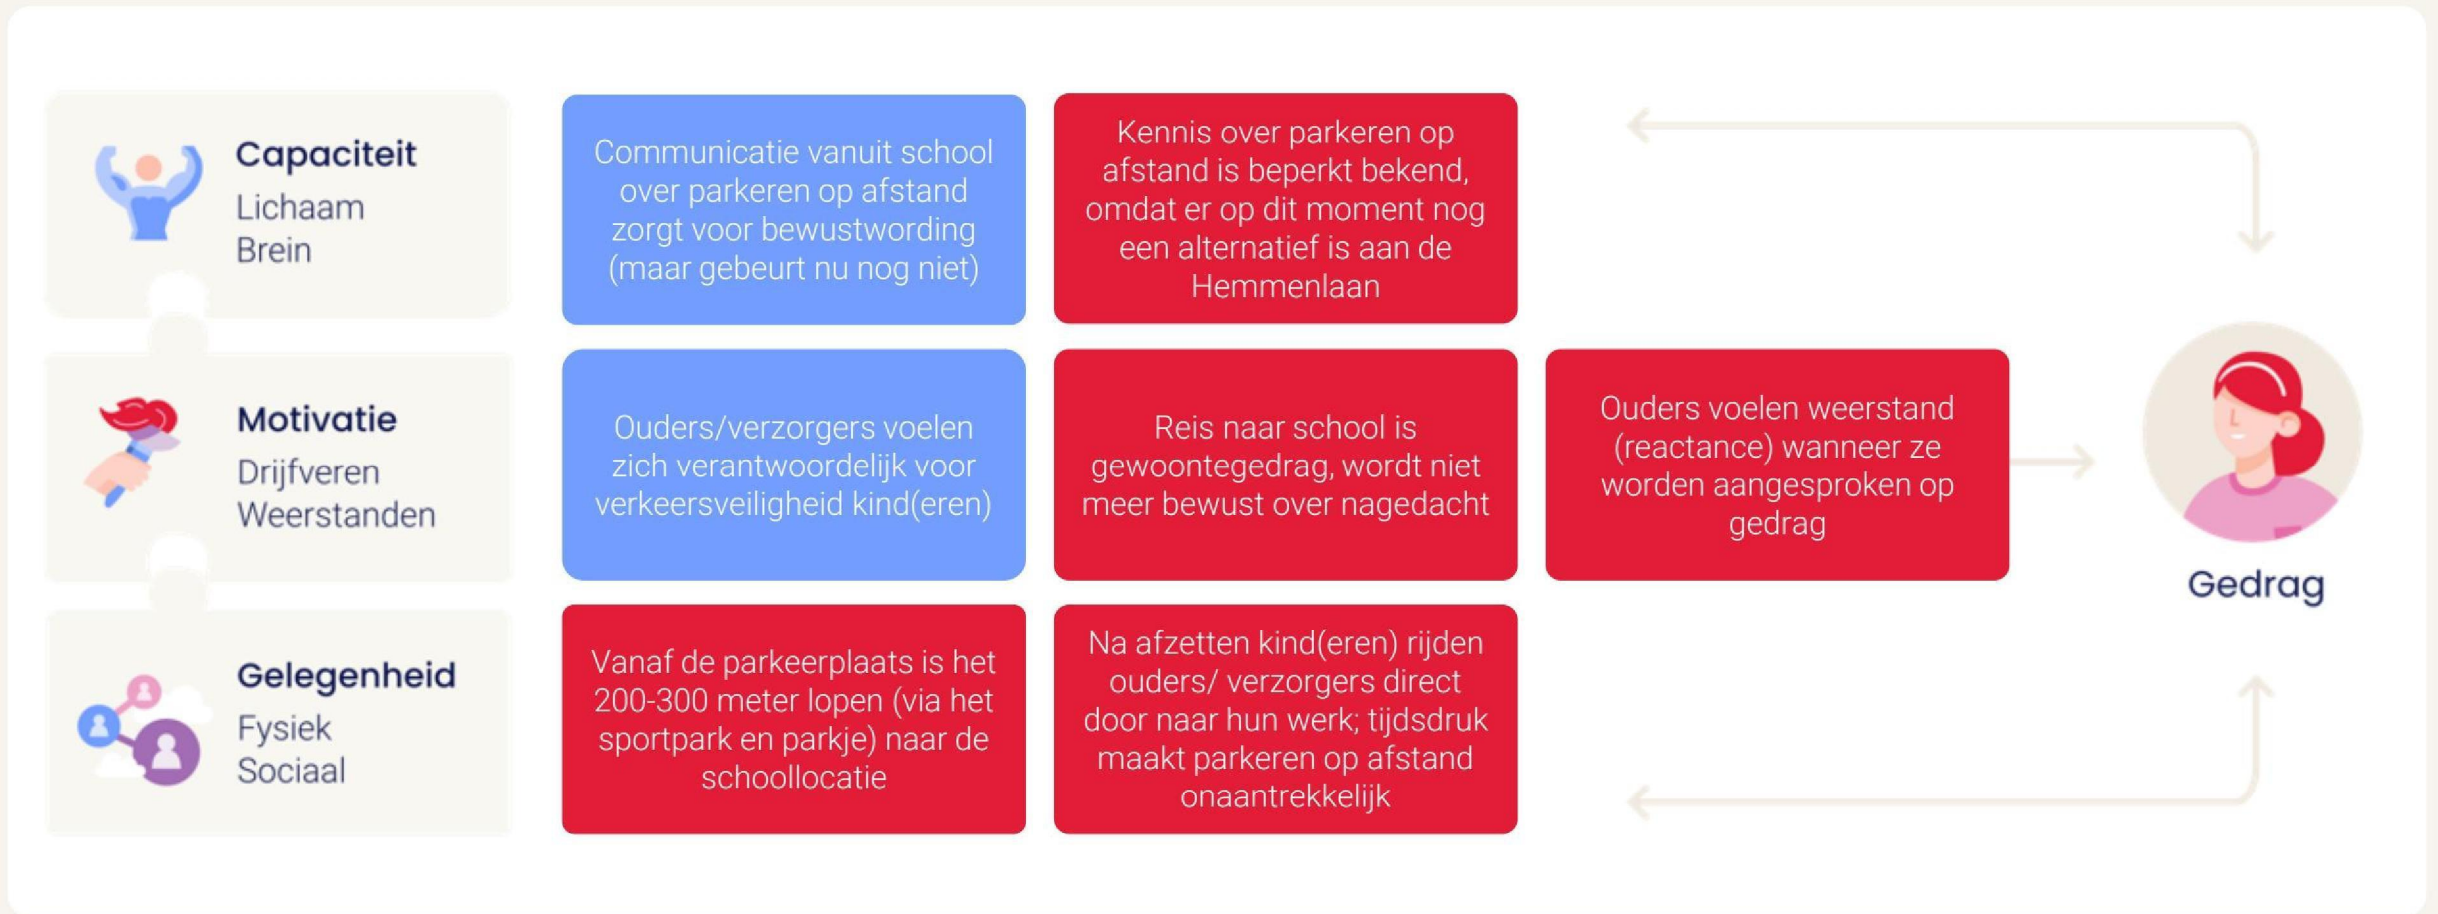 Capaciteit
Lichaam
Brein
Communicatie vanuit school
over parkeren op afstand
zorgt voor bewustwording
(maar gebeurt nu nog niet)
Kennis over parkeren op
afstand is beperkt bekend,
omdat er op dit moment nog
een alternatief is aan de
Hemmenlaan
Motivatie
Drijfveren
Weerstanden
Ouders/verzorgers voelen
zich verantwoordelijk voor
verkeersveiligheid kind(eren)
Reis naar school is
gewoontegedrag, wordt niet
meer bewust over nagedacht
Ouders voelen weerstand
(reactance) wanneer ze
worden aangesproken op
gedrag
Gedrag
Gelegenheid
Fysiek
Sociaal
Vanaf de parkeerplaats is het
200-300 meter lopen (via het
sportpark en parkje) naar de
schoollocatie
Na afzetten kind(eren) rijden
ouders/ verzorgers direct
door naar hun werk; tijdsdruk
maakt parkeren op afstand
onaantrekkelijk